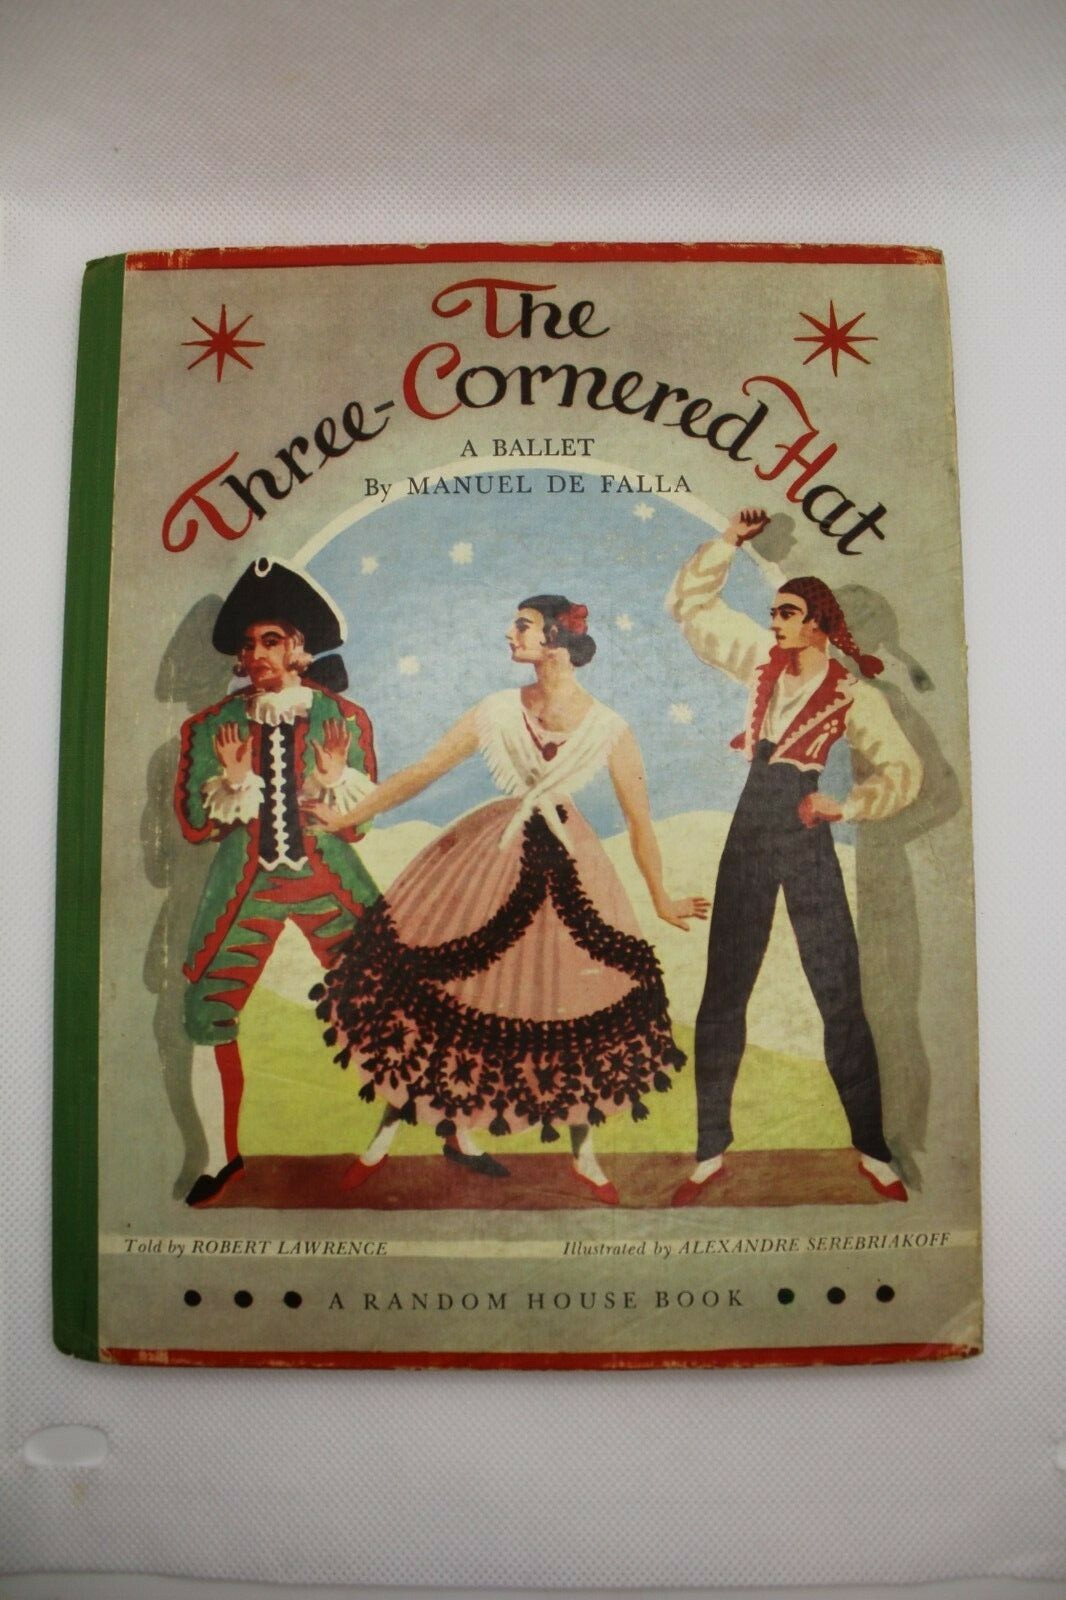 The
Three-Cornered Hat
A BALLET
By MANUEL DE FALLA
Told by ROBERT LAWRENCE
Illustrated by ALEXANDRE SEREBRIAKOFF
A RANDOM HOUSE BOOK